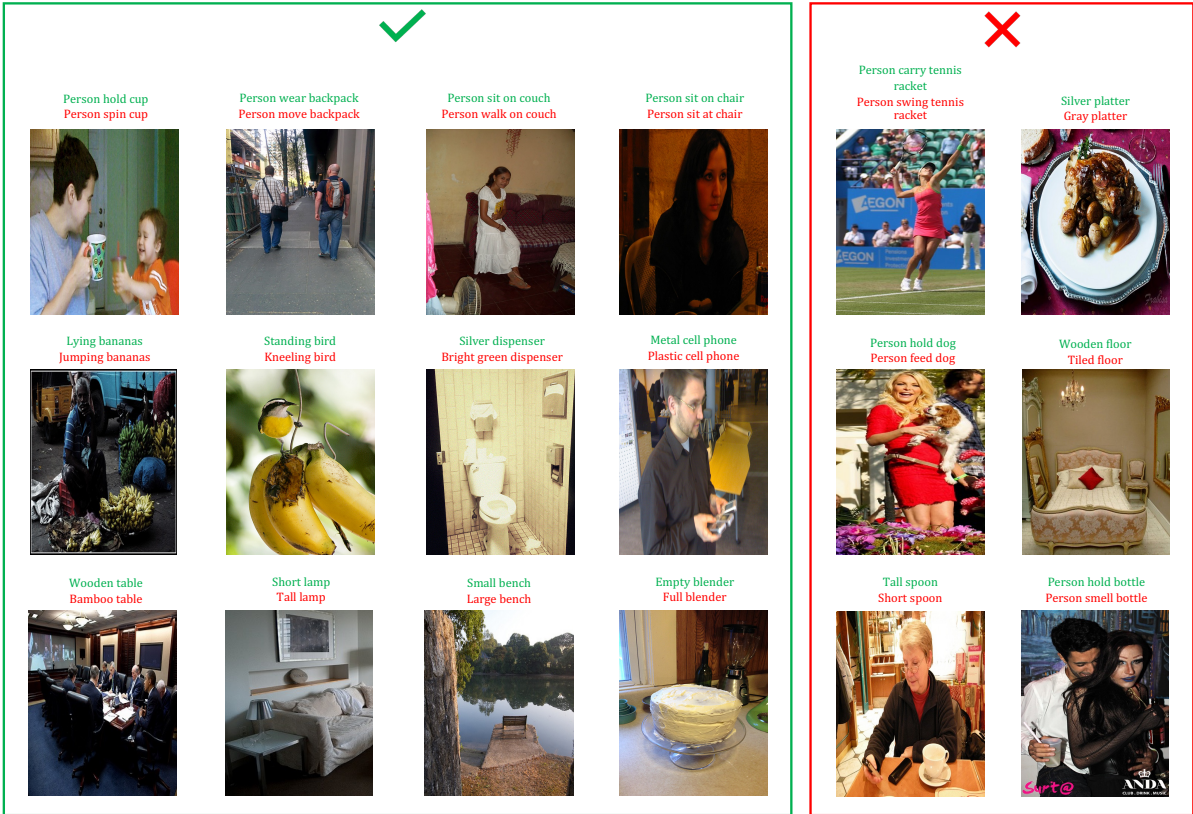 Person hold cup
Person spin cup
Person wear backpack
Person move backpack
Person sit on couch
Person walk on couch
Person sit on chair
Person sit at chair
Person carry tennis
racket
Person swing tennis
racket
Silver platter
Gray platter
ÆGON
ÆGON
Lying bananas
Jumping bananas
Standing bird
Kneeling bird
Silver dispenser
Bright green dispenser
Metal cell phone
Plastic cell phone
Person hold dog
Person feed dog
Wooden floor
Tiled floor
Wooden table
Bamboo table
Short lamp
Tall lamp
Small bench
Large bench
Empty blender
Full blender
Tall spoon
Short spoon
Person hold bottle
Person smell bottle
ANDA
CLUB . DRINK . MUSIC